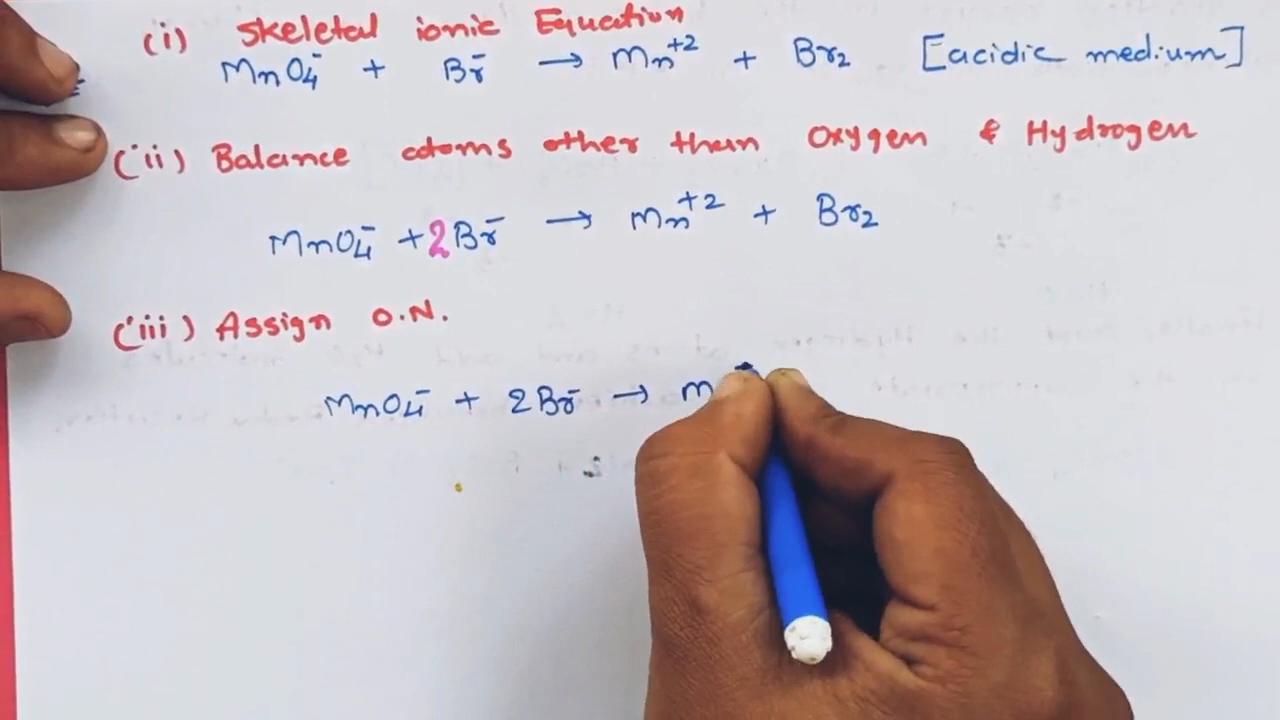 (i) Skeletal ionic Equation
MnO4⁻ + Br⁻ → Mn⁺² + Br2 [acidic medium]
(ii) Balance atoms other than Oxygen & Hydrogen
MnO4⁻ + 2Br⁻ → Mn⁺² + Br2
(iii) Assign O.N.
MnO4⁻ + 2Br⁻ → M